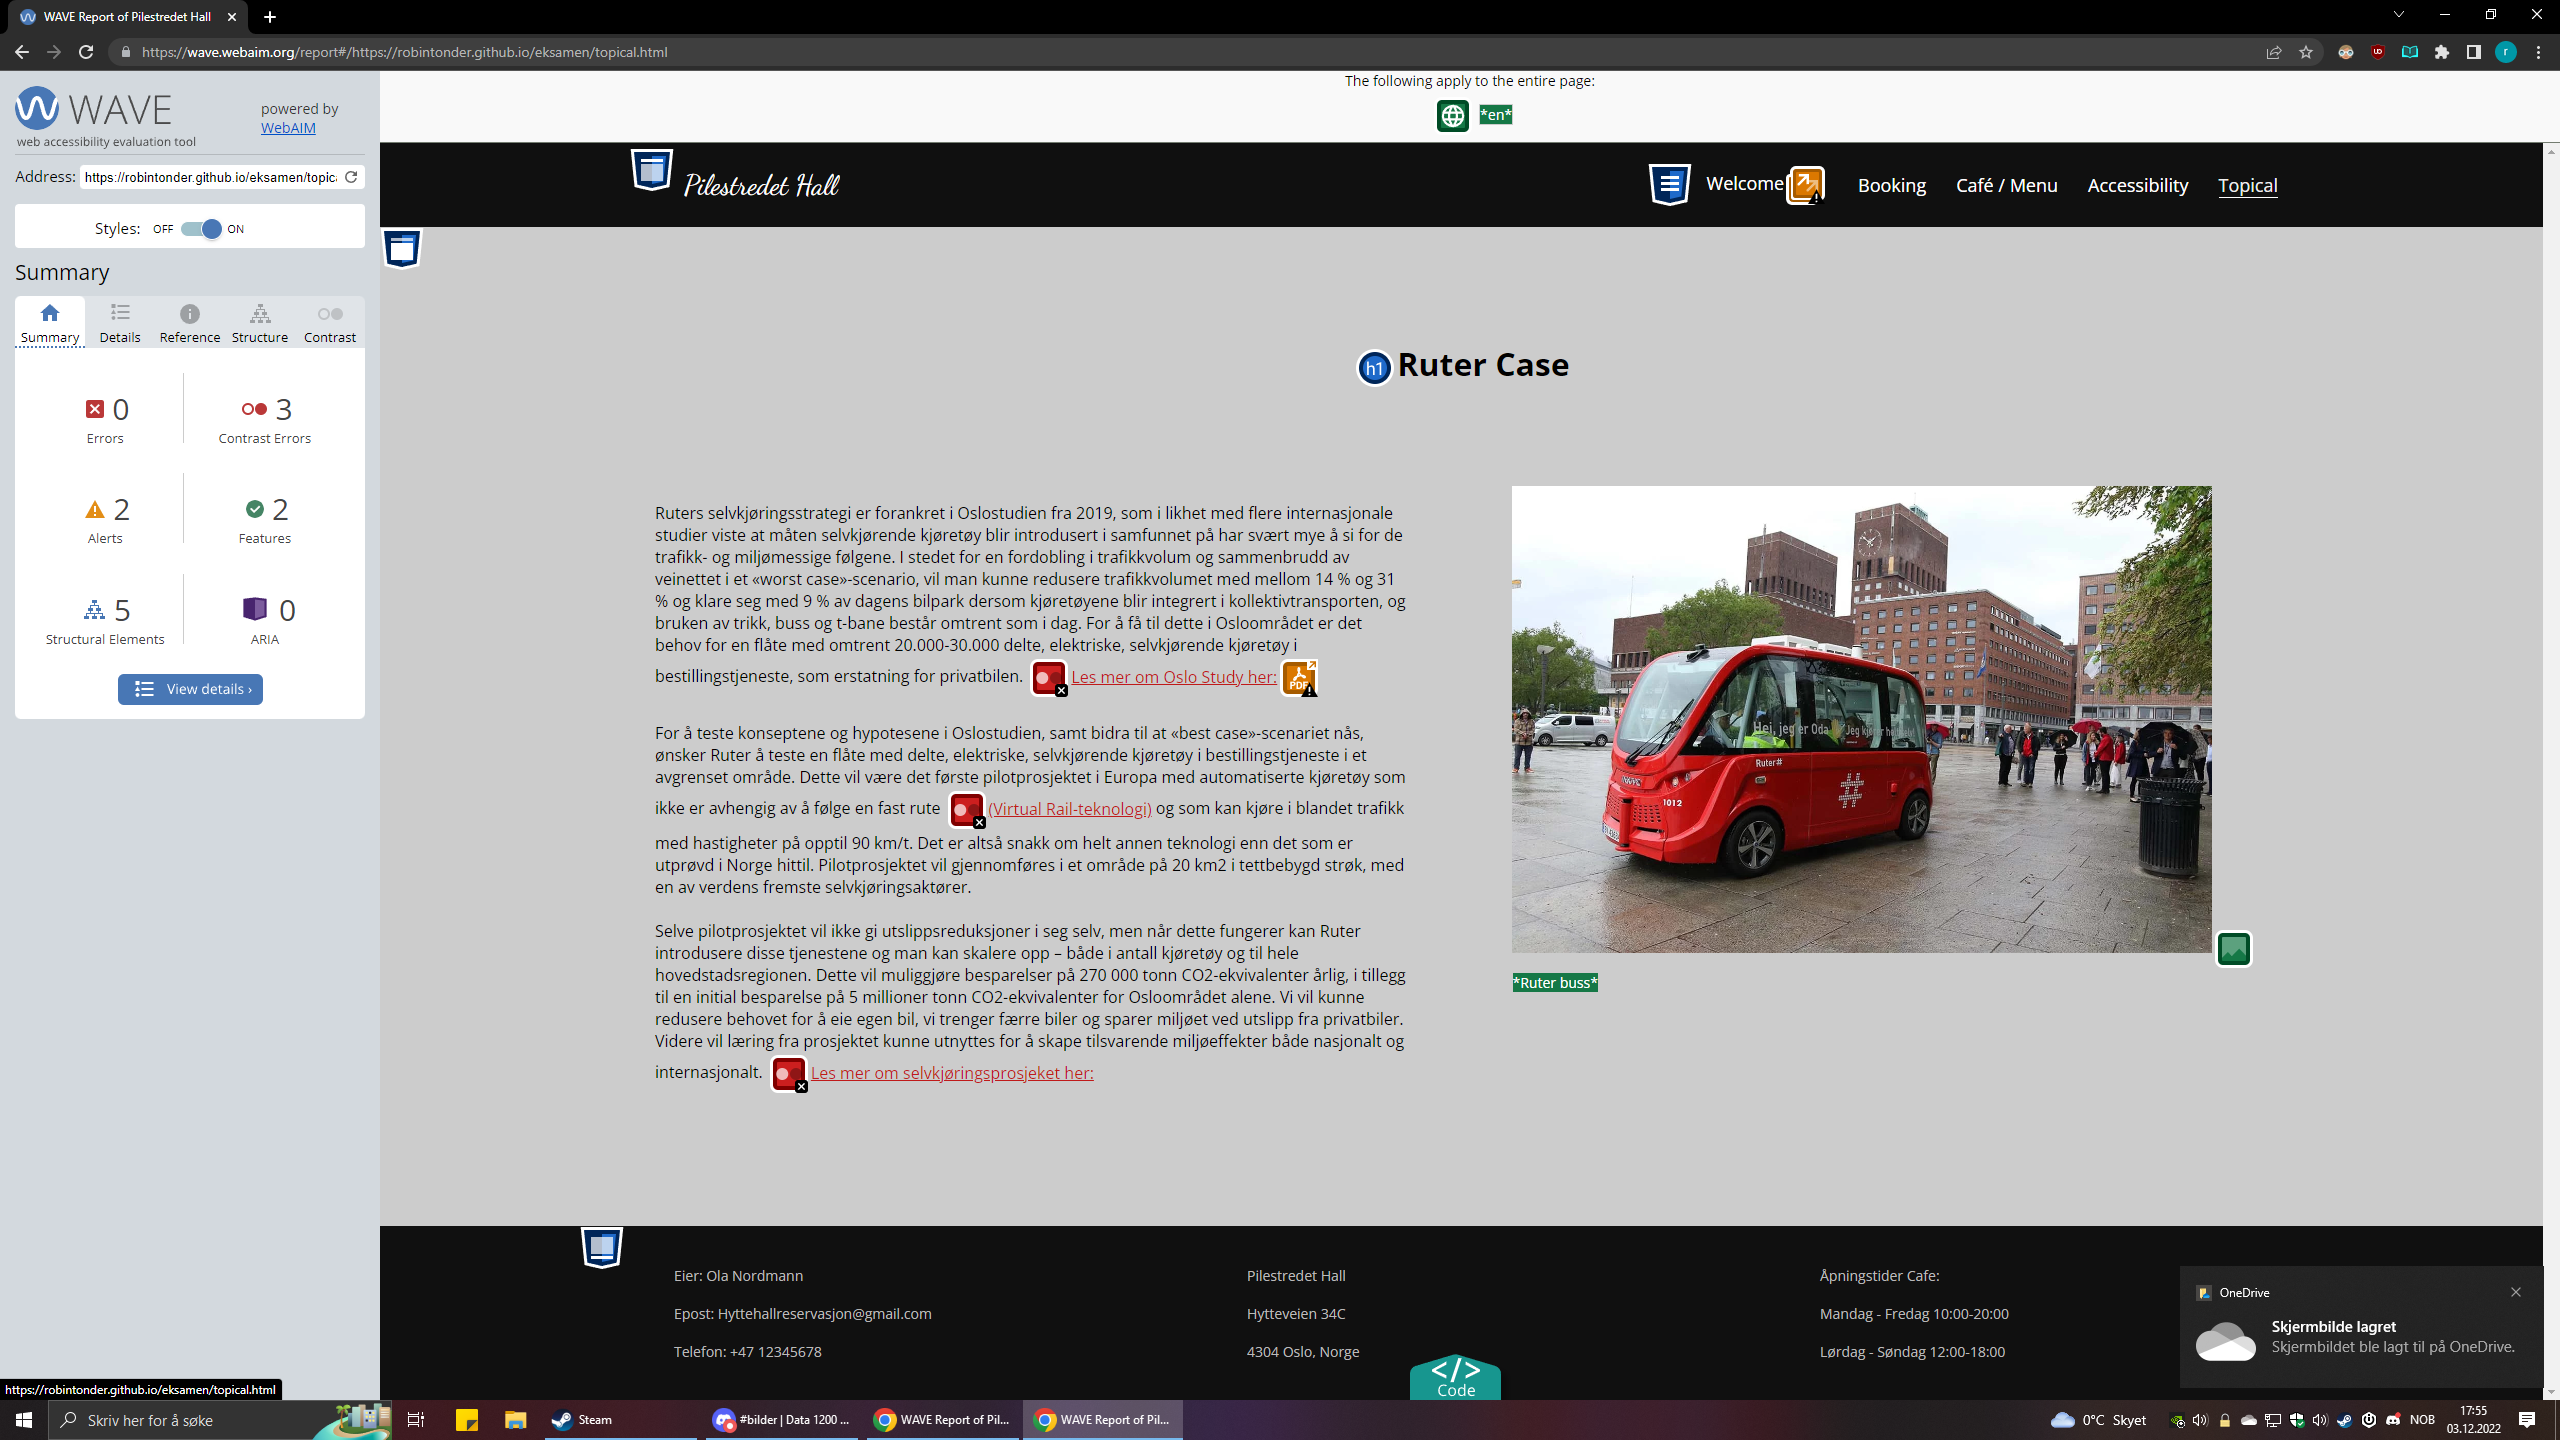 WAVE Report of Pilestredet Hall
https://wave.webaim.org/report#/https://robintonder.github.io/eksamen/topical.html
WAVE
web accessibility evaluation tool
powered by
WebAIM
Address: https://robintonder.github.io/eksamen/topic
Styles: OFF ON
Summary
Summary Details Reference Structure Contrast
0 3
Errors Contrast Errors
2 2
Alerts Features
5 0
Structural Elements ARIA
View details ›
The following apply to the entire page:
*en*
Pilestredet Hall
Welcome Booking Café / Menu Accessibility Topical
h1 Ruter Case
Ruters selvkjøringsstrategi er forankret i Oslostudien fra 2019, som i likhet med flere internasjonale
studier viste at måten selvkjørende kjøretøy blir introdusert i samfunnet på har svært mye å si for de
trafikk- og miljømessige følgene. I stedet for en fordobling i trafikkvolum og sammenbrudd av
veinettet i et «worst case»-scenario, vil man kunne redusere trafikkvolumet med mellom 14 % og 31
% og klare seg med 9 % av dagens bilpark dersom kjøretøyene blir integrert i kollektivtransporten, og
bruken av trikk, buss og t-bane består omtrent som i dag. For å få til dette i Osloområdet er det
behov for en flåte med omtrent 20.000-30.000 delte, elektriske, selvkjørende kjøretøy i
bestillingstjeneste, som erstatning for privatbilen. Les mer om Oslo Study her: PDF
For å teste konseptene og hypotesene i Oslostudien, samt bidra til at «best case»-scenariet nås,
ønsker Ruter å teste en flåte med delte, elektriske, selvkjørende kjøretøy i bestillingstjeneste i et
avgrenset område. Dette vil være det første pilotprosjektet i Europa med automatiserte kjøretøy som
ikke er avhengig av å følge en fast rute (Virtual Rail-teknologi) og som kan kjøre i blandet trafikk
med hastigheter på opptil 90 km/t. Det er altså snakk om helt annen teknologi enn det som er
utprøvd i Norge hittil. Pilotprosjektet vil gjennomføres i et område på 20 km2 i tettbebygd strøk, med
en av verdens fremste selvkjøringsaktører.
Selve pilotprosjektet vil ikke gi utslippsreduksjoner i seg selv, men når dette fungerer kan Ruter
introdusere disse tjenestene og man kan skalere opp – både i antall kjøretøy og til hele
hovedstadsregionen. Dette vil muliggjøre besparelser på 270 000 tonn CO2-ekvivalenter årlig, i tillegg
til en initial besparelse på 5 millioner tonn CO2-ekvivalenter for Osloområdet alene. Vi vil kunne
redusere behovet for å eie egen bil, vi trenger færre biler og sparer miljøet ved utslipp fra privatbiler.
Videre vil læring fra prosjektet kunne utnyttes for å skape tilsvarende miljøeffekter både nasjonalt og
internasjonalt. Les mer om selvkjøringsprosjeket her:
Hei, jeg er Oda
Ruter#
#
1012
*Ruter buss*
Eier: Ola Nordmann
Epost: Hyttehallreservasjon@gmail.com
Telefon: +47 12345678
Pilestredet Hall
Hytteveien 34C
4304 Oslo, Norge
Åpningstider Cafe:
Mandag - Fredag 10:00-20:00
Lørdag - Søndag 12:00-18:00
</>
Code
OneDrive
Skjermbilde lagret
Skjermbildet ble lagt til på OneDrive.
https://robintonder.github.io/eksamen/topical.html
Skriv her for å søke
Steam
#bilder | Data 1200 ...
WAVE Report of Pil...
WAVE Report of Pil...
0°C Skyet
NOB
17:55
03.12.2022